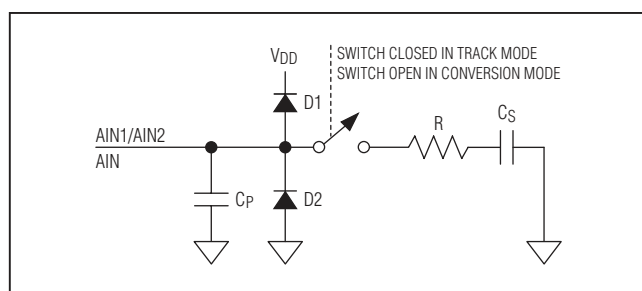 SWITCH CLOSED IN TRACK MODE
SWITCH OPEN IN CONVERSION MODE
VDD
D1
AIN1/AIN2
AIN
R
CS
CP
D2